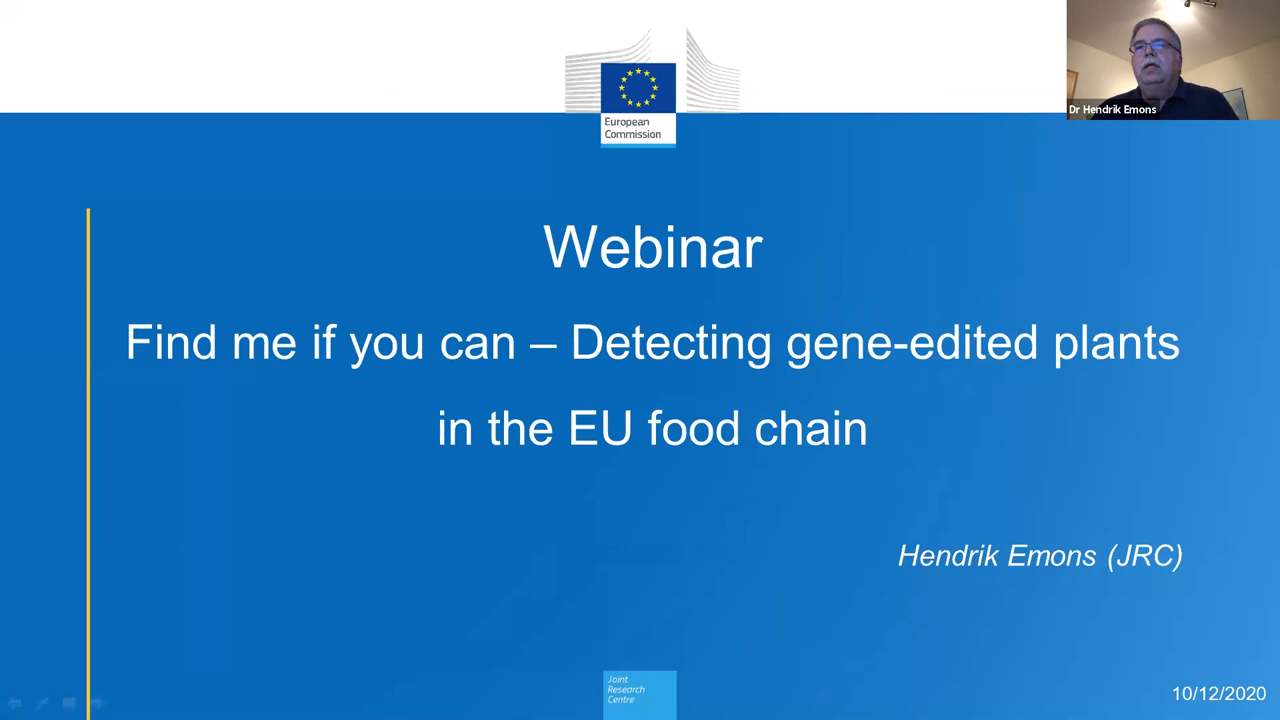 Dr Hendrik Emons
European
Commission
Webinar
Find me if you can – Detecting gene-edited plants
in the EU food chain
Hendrik Emons (JRC)
Joint
Research
Centre
10/12/2020